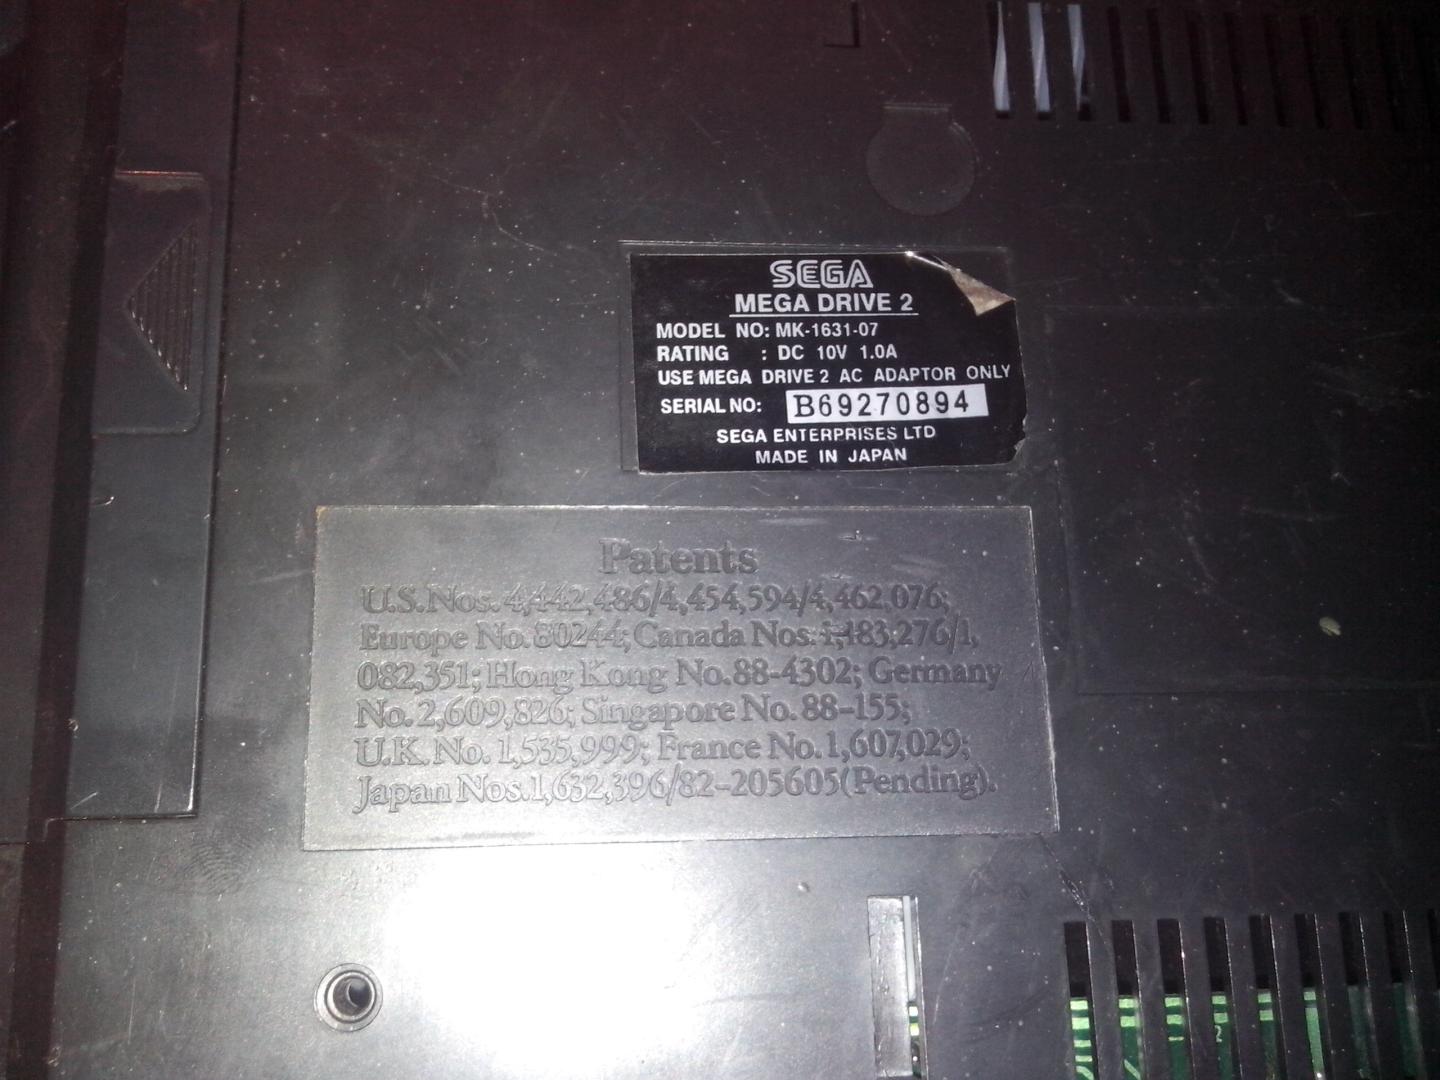 SEGA
MEGA DRIVE 2
MODEL NO: MK-1631-07
RATING : DC 10V 1.0A
USE MEGA DRIVE 2 AC ADAPTOR ONLY
SERIAL NO: B69270894
SEGA ENTERPRISES LTD
MADE IN JAPAN
Patents
U.S. Nos. 4,442,486/4,454,594/4,462,076;
Europe No. 80244; Canada Nos. 1,183,276/1,
082,351; Hong Kong No. 88-4302; Germany
No. 2,609,826; Singapore No. 88-155;
U.K. No. 1,535,999; France No. 1,607,029;
Japan Nos. 1,632,396/82-205605(Pending).